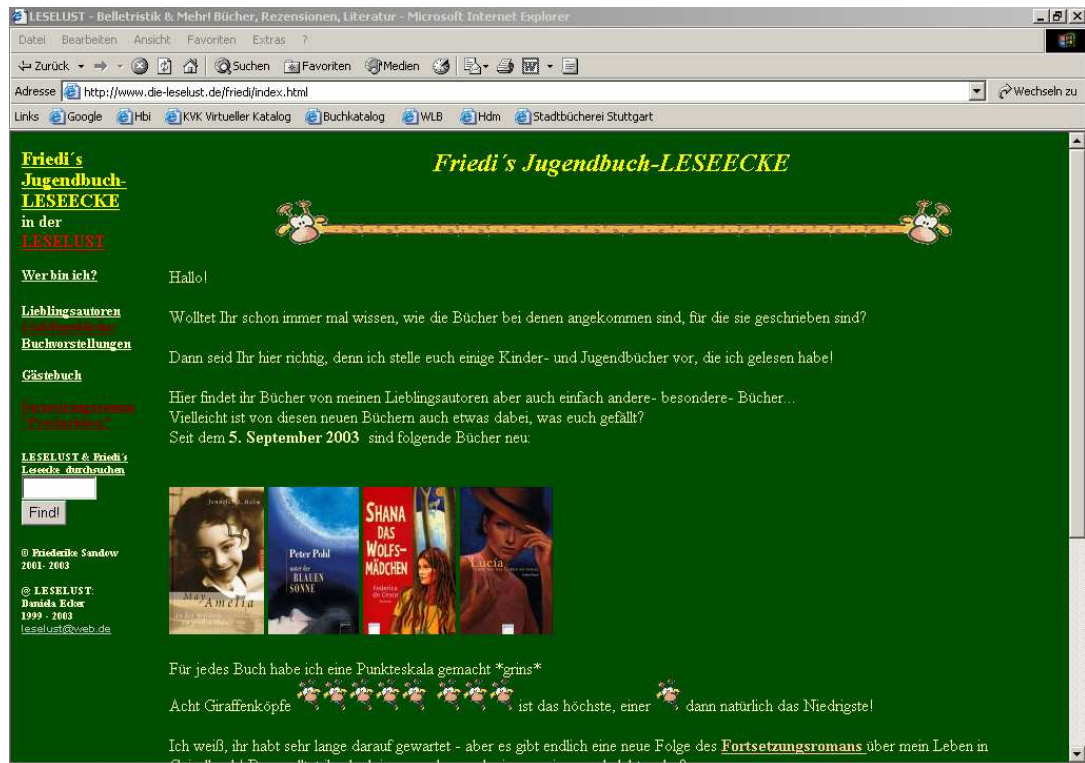 LESELUST - Belletristik & Mehr! Bücher, Rezensionen, Literatur - Microsoft Internet Explorer
Datei Bearbeiten Ansicht Favoriten Extras ?
Zurück Suchen Favoriten Medien
Adresse http://www.die-leselust.de/friedi/index.html Wechseln zu
Links Google Hbi KVK Virtueller Katalog Buchkatalog WLB Hdm Stadtbücherei Stuttgart
Friedi´s
Jugendbuch-
LESEECKE
in der
LESELUST
Wer bin ich?
Lieblingsautoren
Buchvorstellungen
Gästebuch
Fortsetzungsroman
LESELUST & Friedi´s
Leseecke durchsuchen
Find!
© Friederike Sandow
2001- 2003
@ LESELUST:
Daniela Ecker
1999 - 2003
leselust@web.de
Friedi´s Jugendbuch-LESEECKE
Hallo!
Wolltet Ihr schon immer mal wissen, wie die Bücher bei denen angekommen sind, für die sie geschrieben sind?
Dann seid Ihr hier richtig, denn ich stelle euch einige Kinder- und Jugendbücher vor, die ich gelesen habe!
Hier findet ihr Bücher von meinen Lieblingsautoren aber auch einfach andere- besondere- Bücher...
Vielleicht ist von diesen neuen Büchern auch etwas dabei, was euch gefällt?
Seit dem 5. September 2003 sind folgende Bücher neu:
May
Amelia
Peter Pohl
unter der
BLAUEN
SONNE
SHANA
DAS
WOLFS-
MÄDCHEN
Federica
de Cesco
Lucia
Für jedes Buch habe ich eine Punkteskala gemacht *grins*
Acht Giraffenköpfe ist das höchste, einer dann natürlich das Niedrigste!
Ich weiß, ihr habt sehr lange darauf gewartet - aber es gibt endlich eine neue Folge des Fortsetzungsromans über mein Leben in